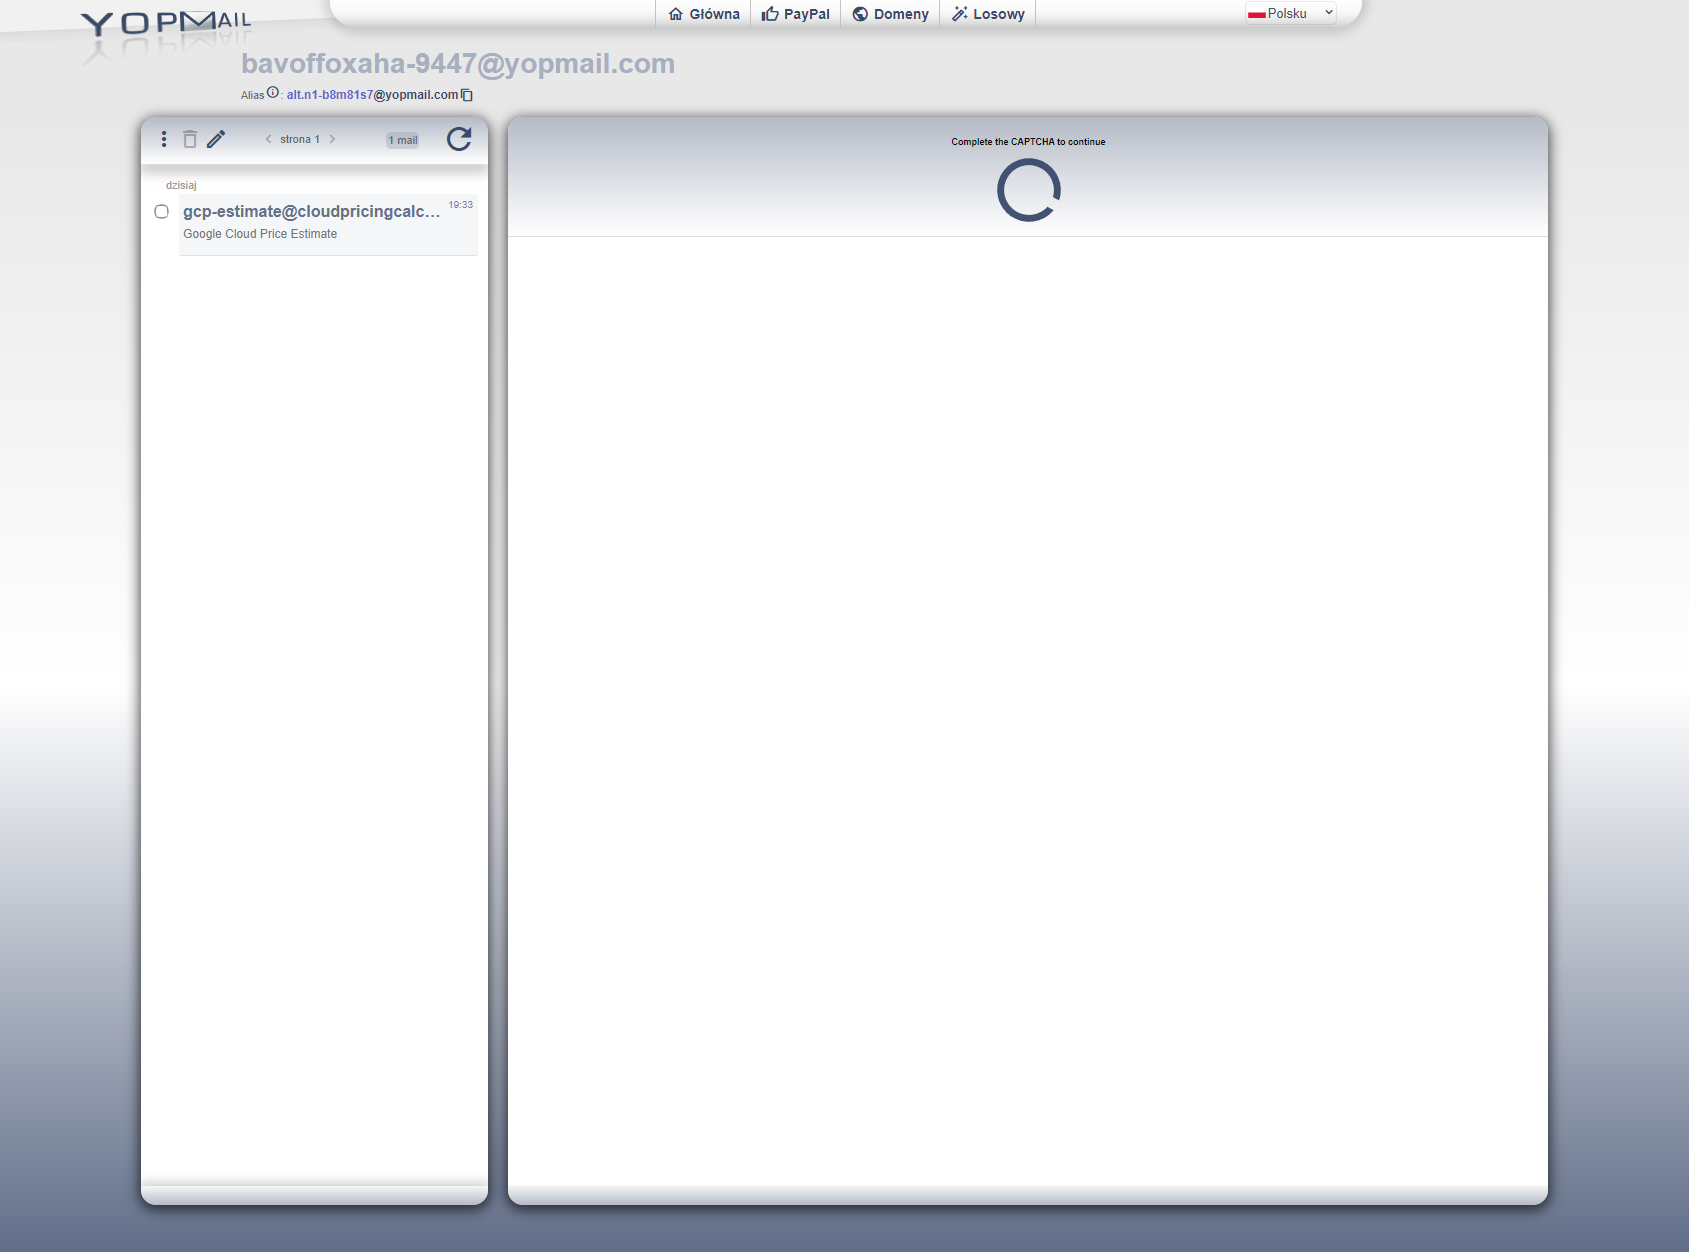 YOPMAIL
Główna
PayPal
Domeny
Losowy
Polsku
bavoffoxaha-9447@yopmail.com
Alias : alt.n1-b8m81s7@yopmail.com
strona 1
1 mail
dzisiaj
gcp-estimate@cloudpricingcalc...
19:33
Google Cloud Price Estimate
Complete the CAPTCHA to continue